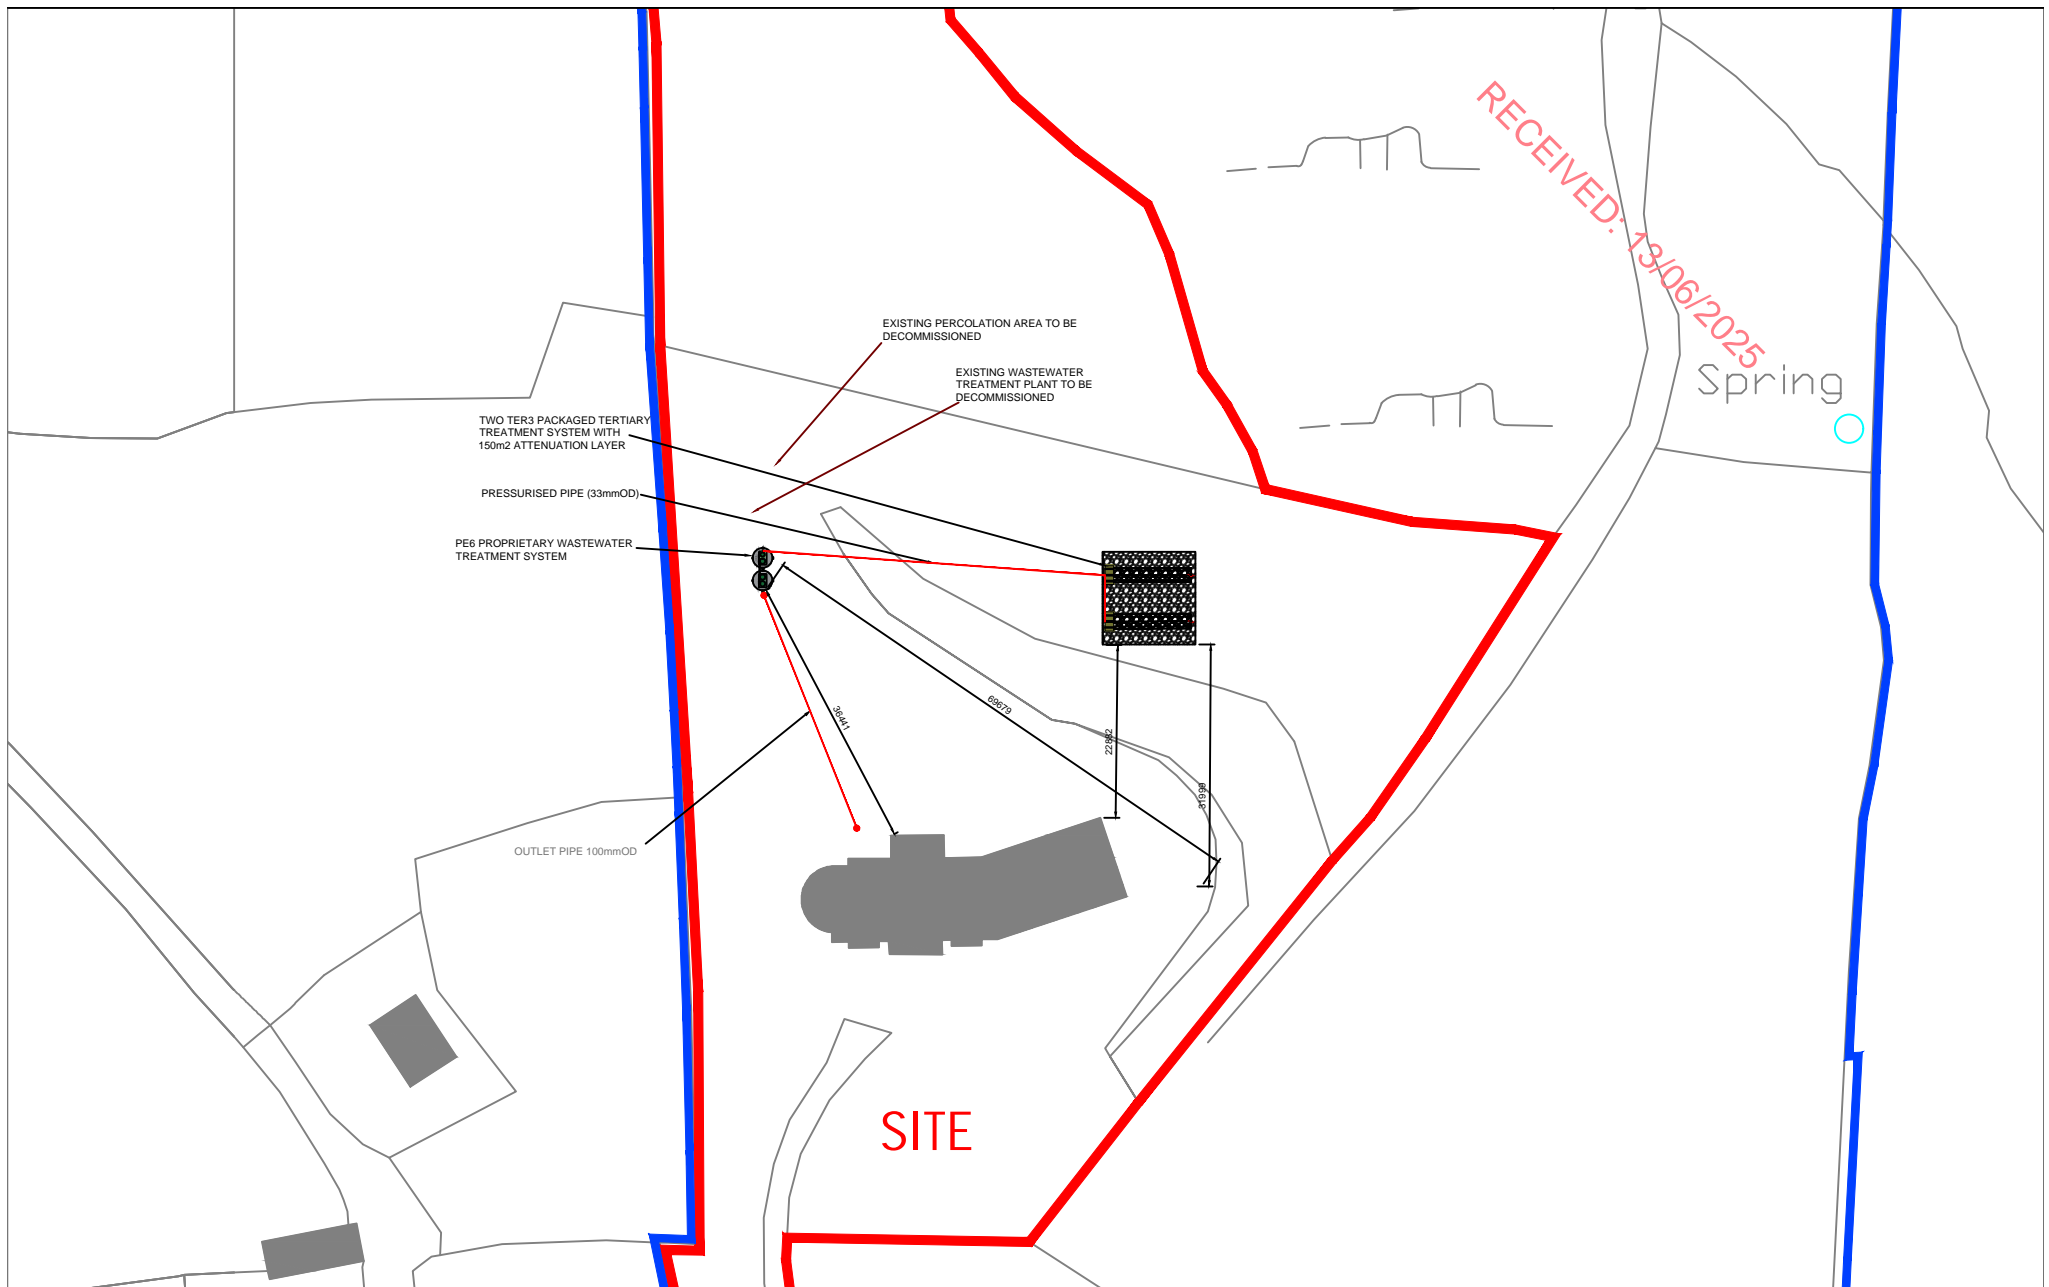 RECEIVED: 13/06/2025
Spring
EXISTING PERCOLATION AREA TO BE
DECOMMISSIONED
EXISTING WASTEWATER
TREATMENT PLANT TO BE
DECOMMISSIONED
TWO TER3 PACKAGED TERTIARY
TREATMENT SYSTEM WITH
150m2 ATTENUATION LAYER
PRESSURISED PIPE (33mmOD)
PE6 PROPRIETARY WASTEWATER
TREATMENT SYSTEM
36441
69679
22882
31999
OUTLET PIPE 100mmOD
SITE